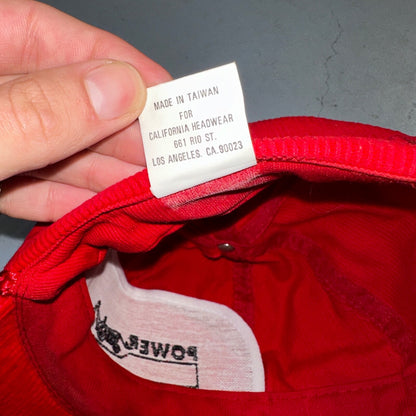 MADE IN TAIWAN
FOR
CALIFORNIA HEADWEAR
661 RIO ST.
LOS ANGELES. CA. 90023
POWER